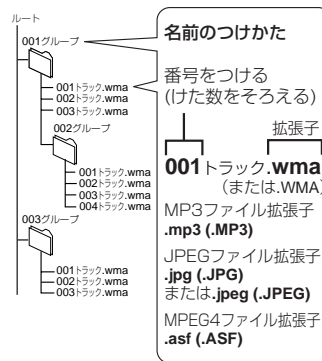 ルート
001グループ
001トラック.wma
002トラック.wma
003トラック.wma
002グループ
001トラック.wma
002トラック.wma
003トラック.wma
004トラック.wma
003グループ
001トラック.wma
002トラック.wma
003トラック.wma
名前のつけかた
番号をつける
(けた数をそろえる)
拡張子
001トラック.wma
(または.WMA)
MP3ファイル拡張子
.mp3 (.MP3)
JPEGファイル拡張子
.jpg (.JPG)
または.jpeg (.JPEG)
MPEG4ファイル拡張子
.asf (.ASF)